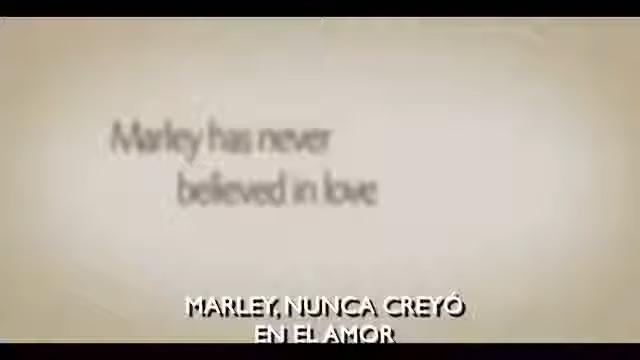 Marley has never
believed in love
MARLEY, NUNCA CREYÓ
EN EL AMOR